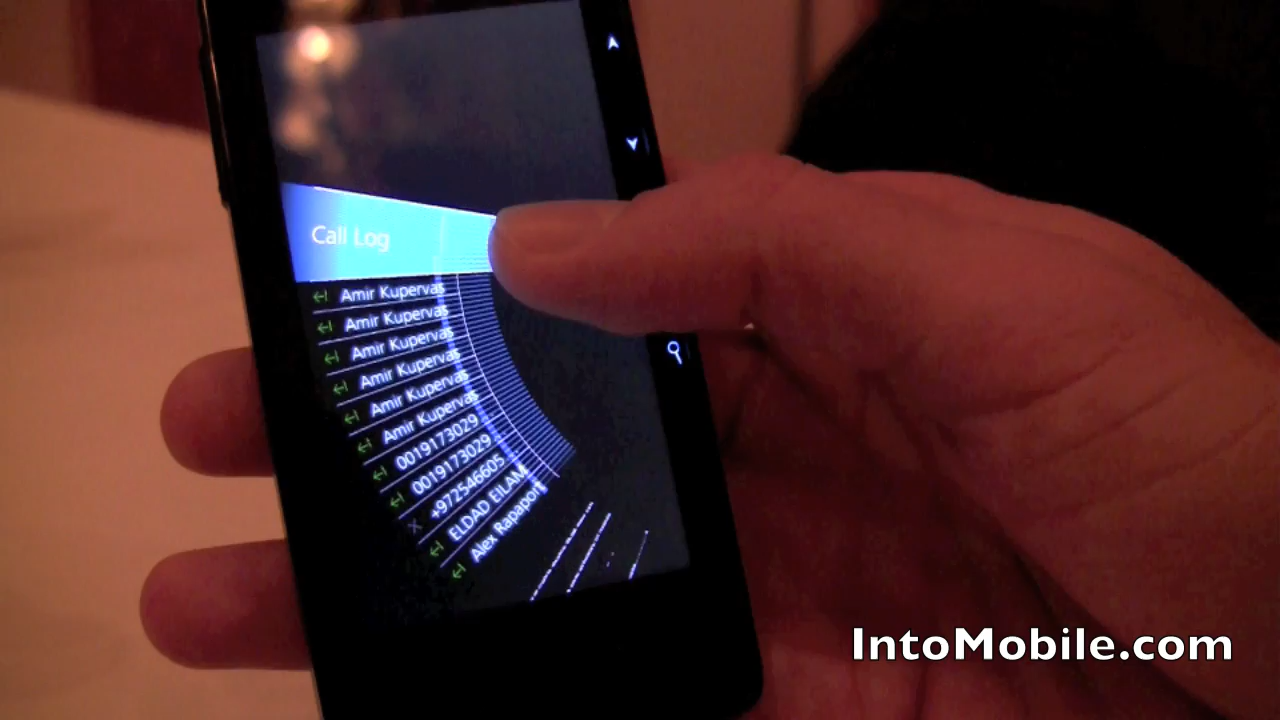 Call Log
Amir Kupervas
Amir Kupervas
Amir Kupervas
Amir Kupervas
Amir Kupervas
Amir Kupervas
0019173029
0019173029
+972546605
ELDAD EILAM
Alex Rapaport
IntoMobile.com